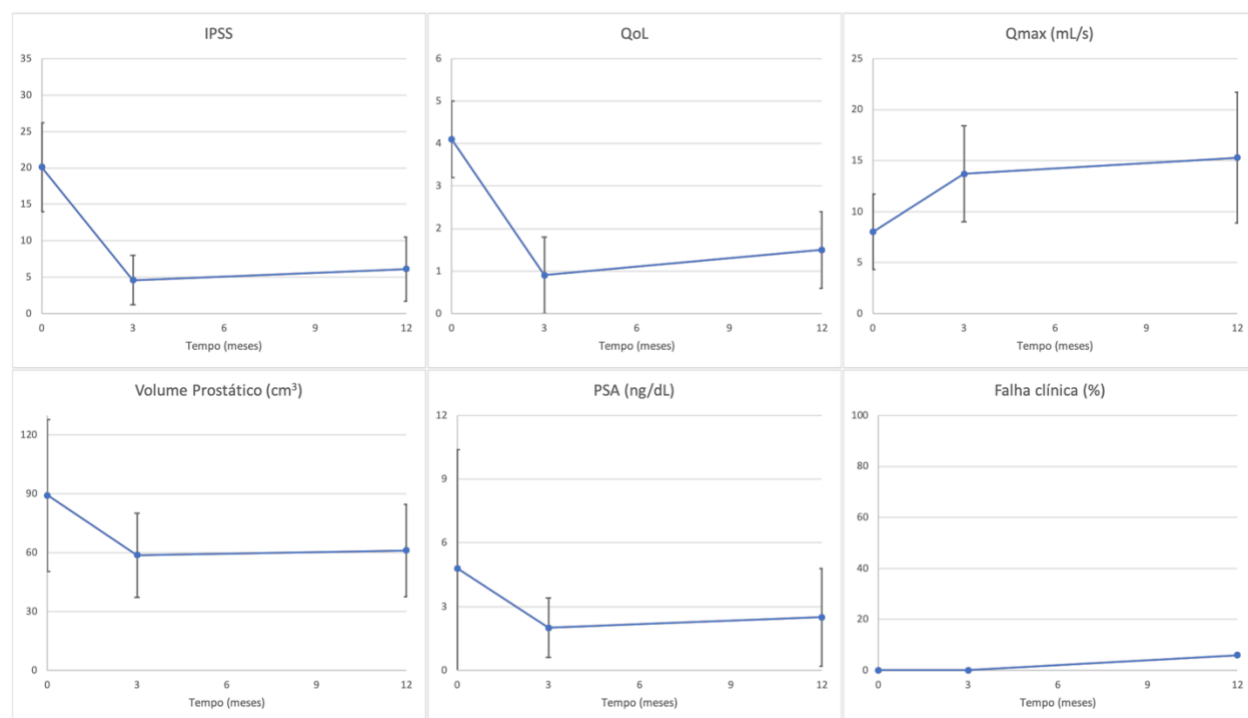 IPSS
35
30
25
20
15
10
5
0
0 3 6 9 12
Tempo (meses)
QoL
6
5
4
3
2
1
0
0 3 6 9 12
Tempo (meses)
Qmax (mL/s)
25
20
15
10
5
0
0 3 6 9 12
Tempo (meses)
Volume Prostático (cm³)
120
90
60
30
0
0 3 6 9 12
Tempo (meses)
PSA (ng/dL)
12
9
6
3
0
0 3 6 9 12
Tempo (meses)
Falha clínica (%)
100
80
60
40
20
0
0 3 6 9 12
Tempo (meses)